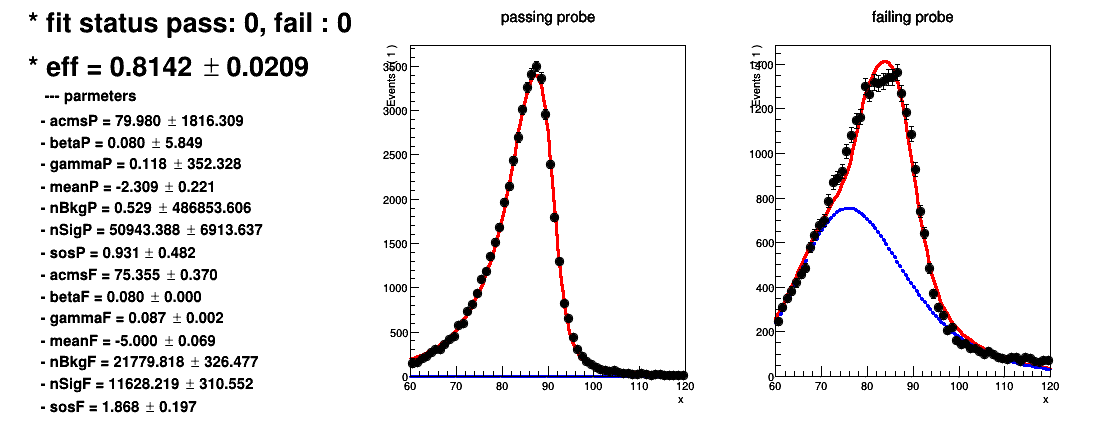 * fit status pass: 0, fail : 0
* eff = 0.8142 ± 0.0209
--- parmeters
- acmsP = 79.980 ± 1816.309
- betaP = 0.080 ± 5.849
- gammaP = 0.118 ± 352.328
- meanP = -2.309 ± 0.221
- nBkgP = 0.529 ± 486853.606
- nSigP = 50943.388 ± 6913.637
- sosP = 0.931 ± 0.482
- acmsF = 75.355 ± 0.370
- betaF = 0.080 ± 0.000
- gammaF = 0.087 ± 0.002
- meanF = -5.000 ± 0.069
- nBkgF = 21779.818 ± 326.477
- nSigF = 11628.219 ± 310.552
- sosF = 1.868 ± 0.197
passing probe
Events ( 1 )
3500
3000
2500
2000
1500
1000
500
0
60 70 80 90 100 110 120
x
failing probe
Events ( 1 )
1400
1200
1000
800
600
400
200
0
60 70 80 90 100 110 120
x